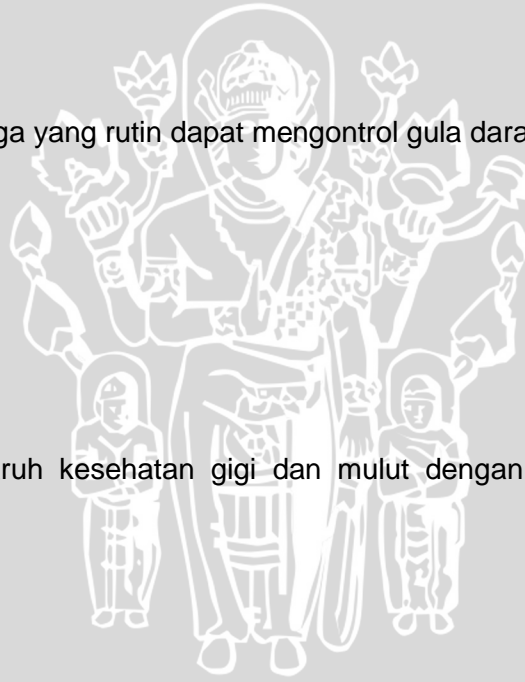 ga yang rutin dapat mengontrol gula dara
ruh kesehatan gigi dan mulut dengan